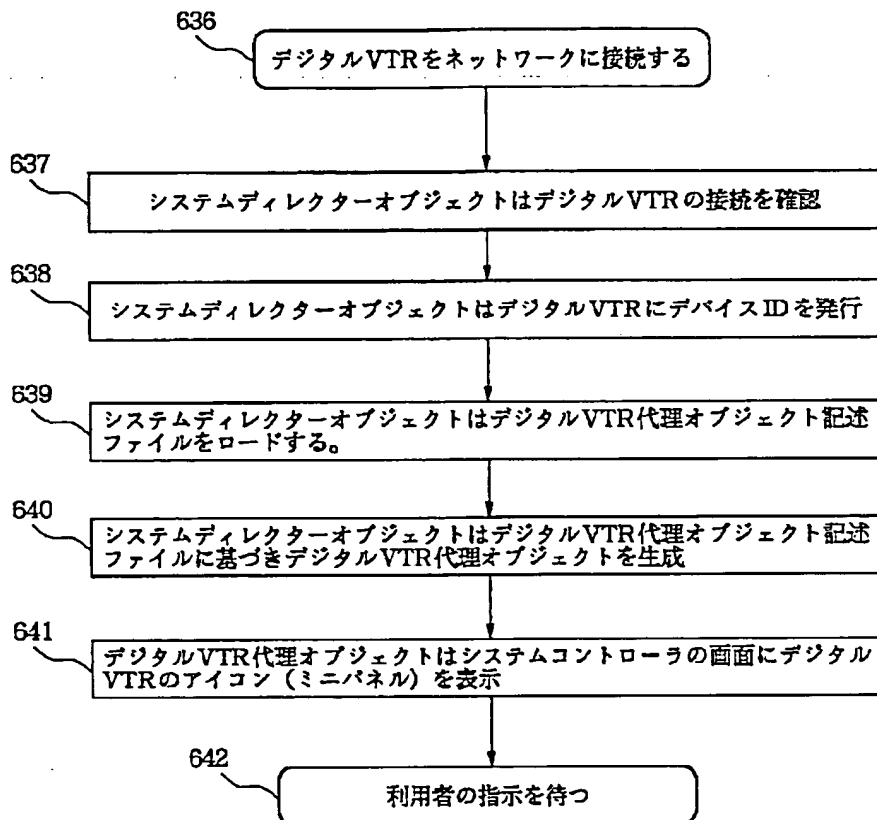 636
デジタルVTRをネットワークに接続する
637
システムディレクターオブジェクトはデジタルVTRの接続を確認
638
システムディレクターオブジェクトはデジタルVTRにデバイスIDを発行
639
システムディレクターオブジェクトはデジタルVTR代理オブジェクト記述
ファイルをロードする。
640
システムディレクターオブジェクトはデジタルVTR代理オブジェクト記述
ファイルに基づきデジタルVTR代理オブジェクトを生成
641
デジタルVTR代理オブジェクトはシステムコントローラの画面にデジタル
VTRのアイコン（ミニパネル）を表示
642
利用者の指示を待つ